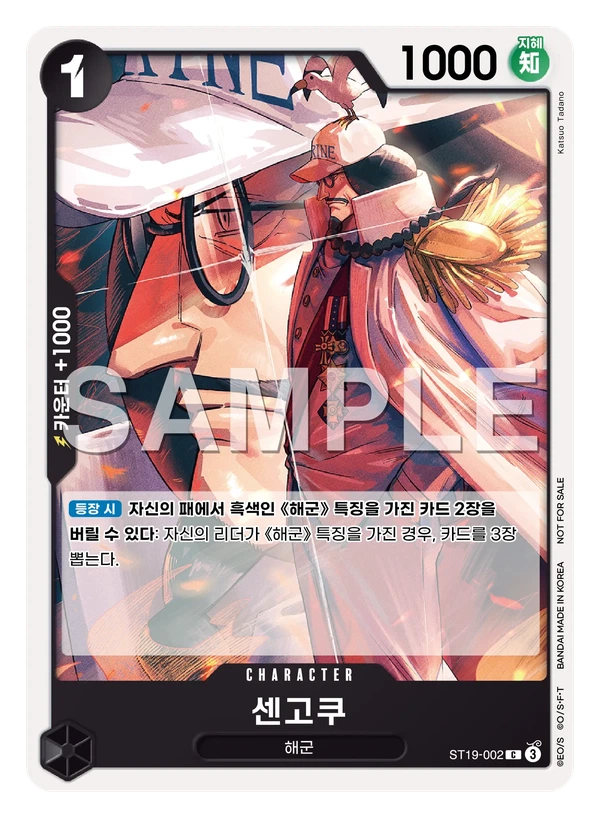 1
1000
지혜
知
RINE
RINE
Katsuo Tadano
카운터 +1000
SAMPLE
등장 시 자신의 패에서 흑색인 《해군》 특징을 가진 카드 2장을
버릴 수 있다: 자신의 리더가 《해군》 특징을 가진 경우, 카드를 3장
뽑는다.
CHARACTER
센고쿠
해군
ST19-002 C 3
©EO/S ©O/S·F·T BANDAI MADE IN KOREA NOT FOR SALE